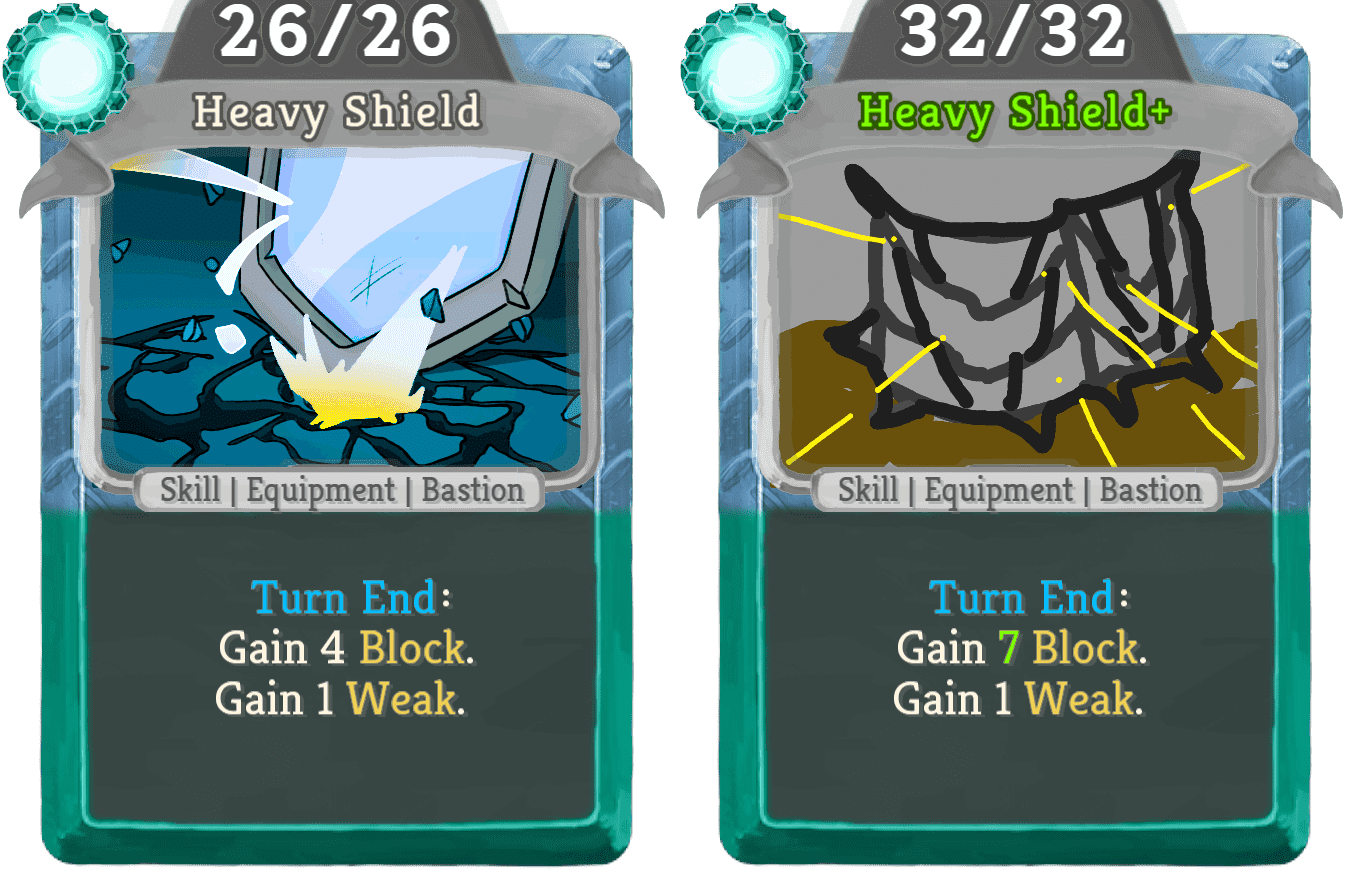 26/26
Heavy Shield
Skill | Equipment | Bastion
Turn End:
Gain 4 Block.
Gain 1 Weak.
32/32
Heavy Shield+
Skill | Equipment | Bastion
Turn End:
Gain 7 Block.
Gain 1 Weak.